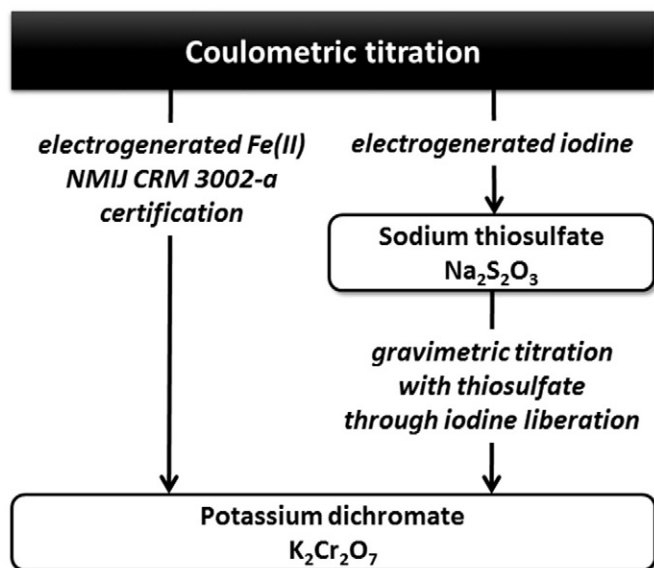 Coulometric titration
electrogenerated Fe(II)
NMIJ CRM 3002-a
certification
electrogenerated iodine
Sodium thiosulfate
Na₂S₂O₃
gravimetric titration
with thiosulfate
through iodine liberation
Potassium dichromate
K₂Cr₂O₇